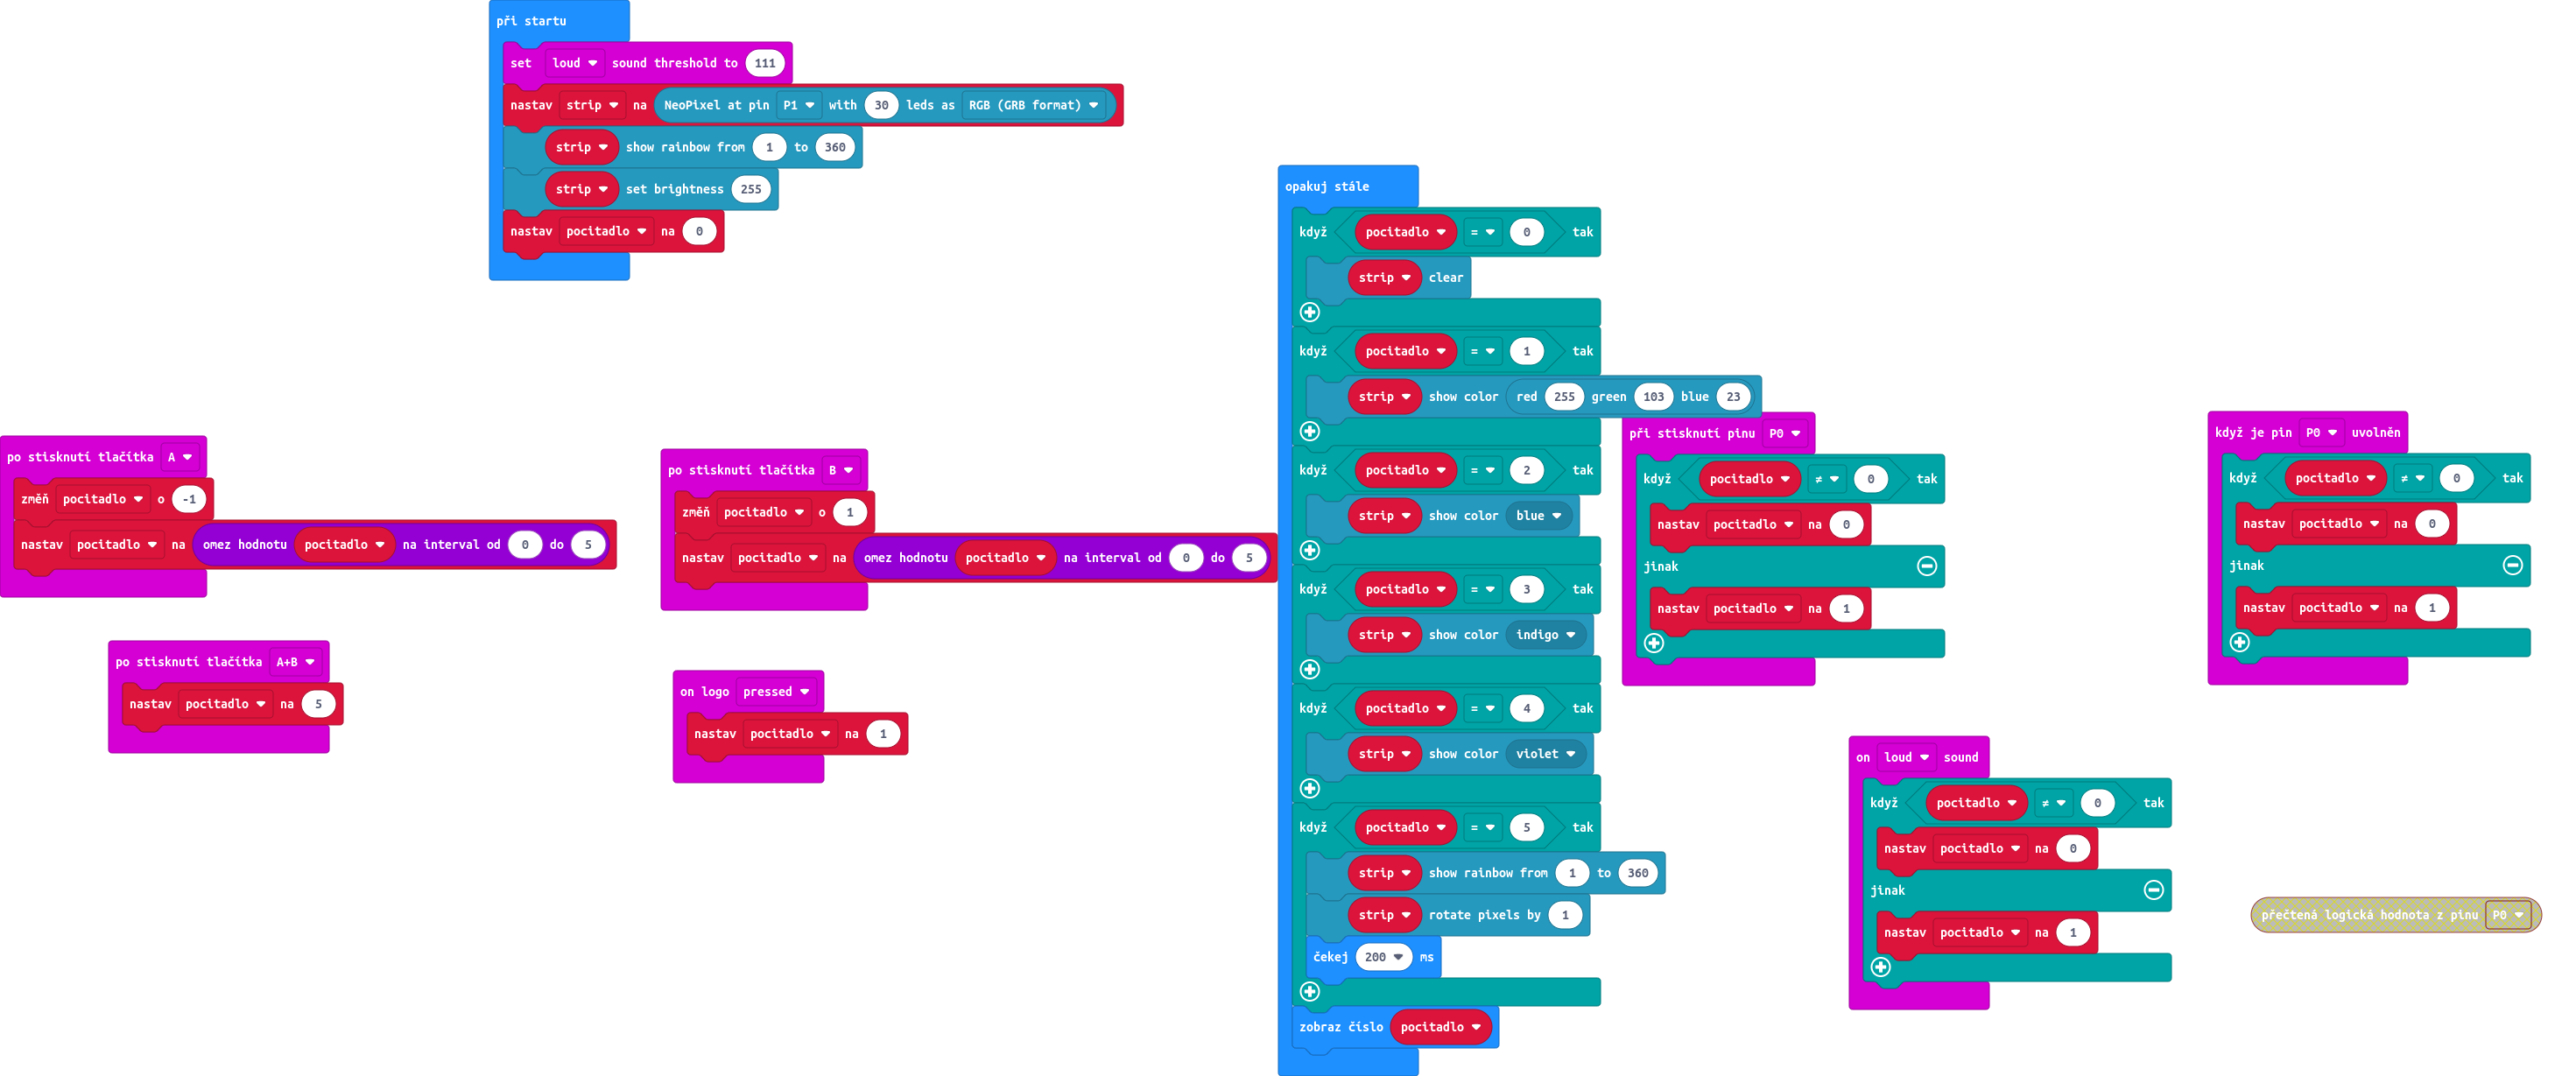 při startu
set loud sound threshold to 111
nastav strip na NeoPixel at pin P1 with 30 leds as RGB (GRB format)
strip show rainbow from 1 to 360
strip set brightness 255
nastav pocitadlo na 0
po stisknutí tlačítka A
změň pocitadlo o -1
nastav pocitadlo na omez hodnotu pocitadlo na interval od 0 do 5
po stisknutí tlačítka A+B
nastav pocitadlo na 5
po stisknutí tlačítka B
změň pocitadlo o 1
nastav pocitadlo na omez hodnotu pocitadlo na interval od 0 do 5
on logo pressed
nastav pocitadlo na 1
opakuj stále
když pocitadlo = 0 tak
strip clear
když pocitadlo = 1 tak
strip show color red 255 green 103 blue 23
když pocitadlo = 2 tak
strip show color blue
když pocitadlo = 3 tak
strip show color indigo
když pocitadlo = 4 tak
strip show color violet
když pocitadlo = 5 tak
strip show rainbow from 1 to 360
strip rotate pixels by 1
čekej 200 ms
zobraz číslo pocitadlo
při stisknutí pinu P0
když pocitadlo ≠ 0 tak
nastav pocitadlo na 0
jinak
nastav pocitadlo na 1
když je pin P0 uvolněn
když pocitadlo ≠ 0 tak
nastav pocitadlo na 0
jinak
nastav pocitadlo na 1
on loud sound
když pocitadlo ≠ 0 tak
nastav pocitadlo na 0
jinak
nastav pocitadlo na 1
přečtená logická hodnota z pinu P0